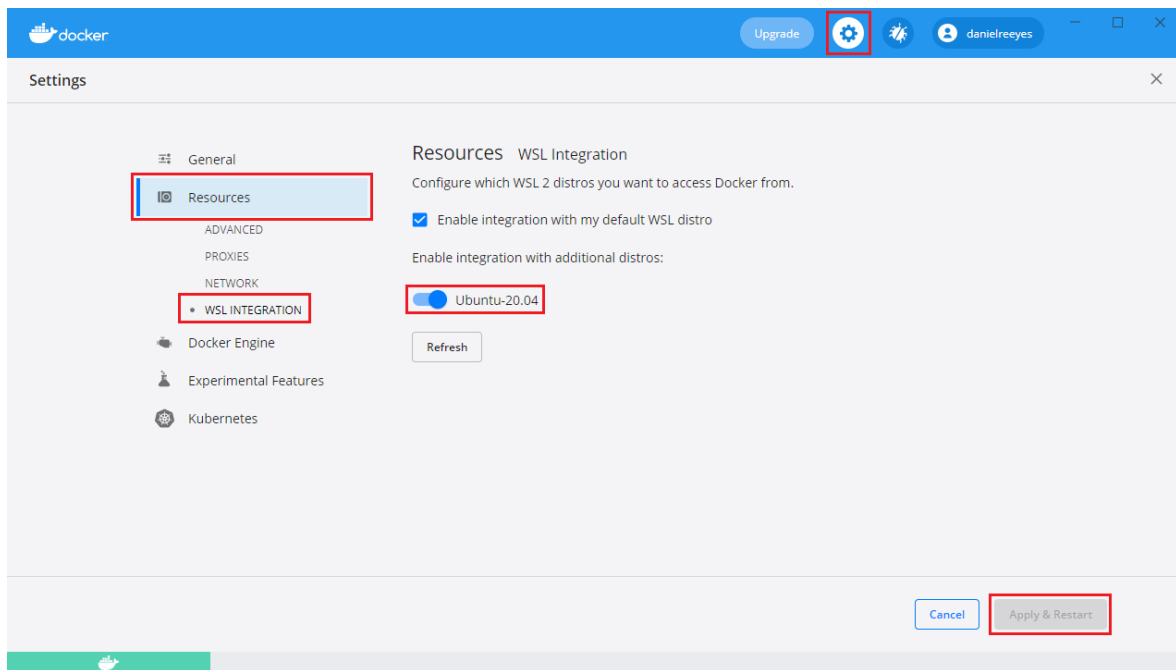 docker
Upgrade
danielreeyes
Settings
General
Resources
ADVANCED
PROXIES
NETWORK
WSL INTEGRATION
Docker Engine
Experimental Features
Kubernetes
Resources WSL Integration
Configure which WSL 2 distros you want to access Docker from.
Enable integration with my default WSL distro
Enable integration with additional distros:
Ubuntu-20.04
Refresh
Cancel
Apply & Restart